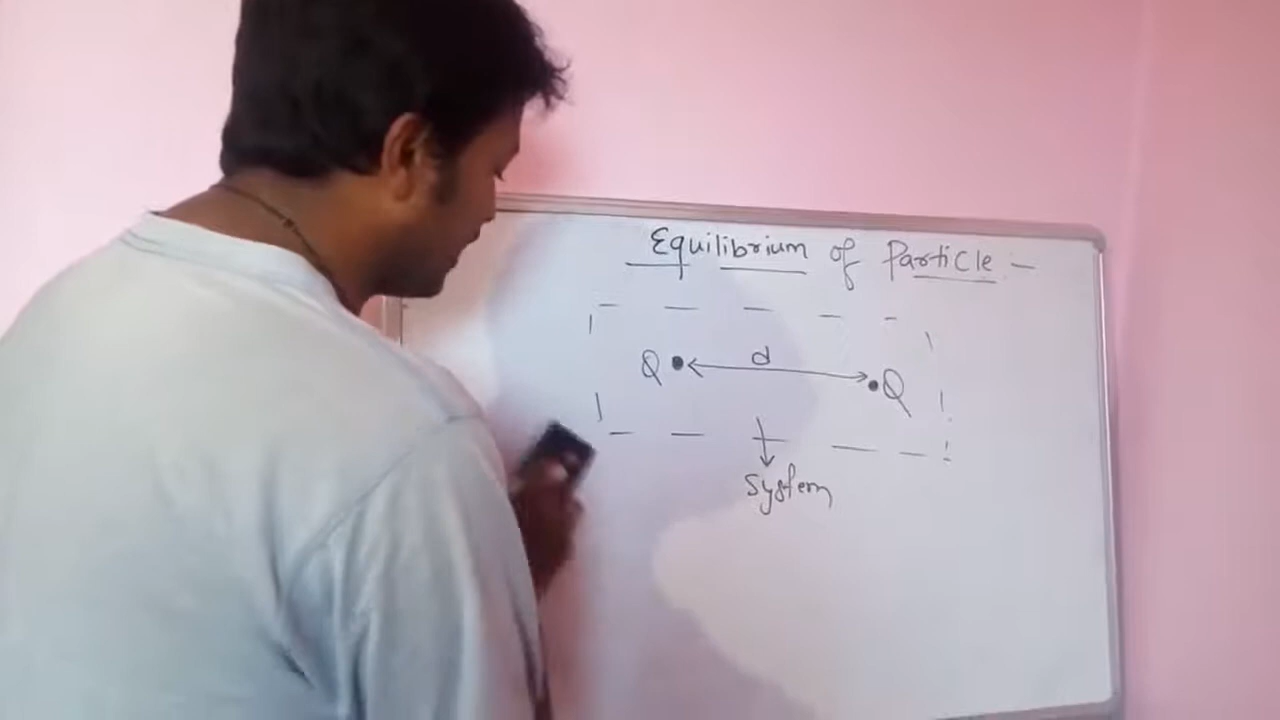 Equilibrium of Particle :-
Q d Q
System